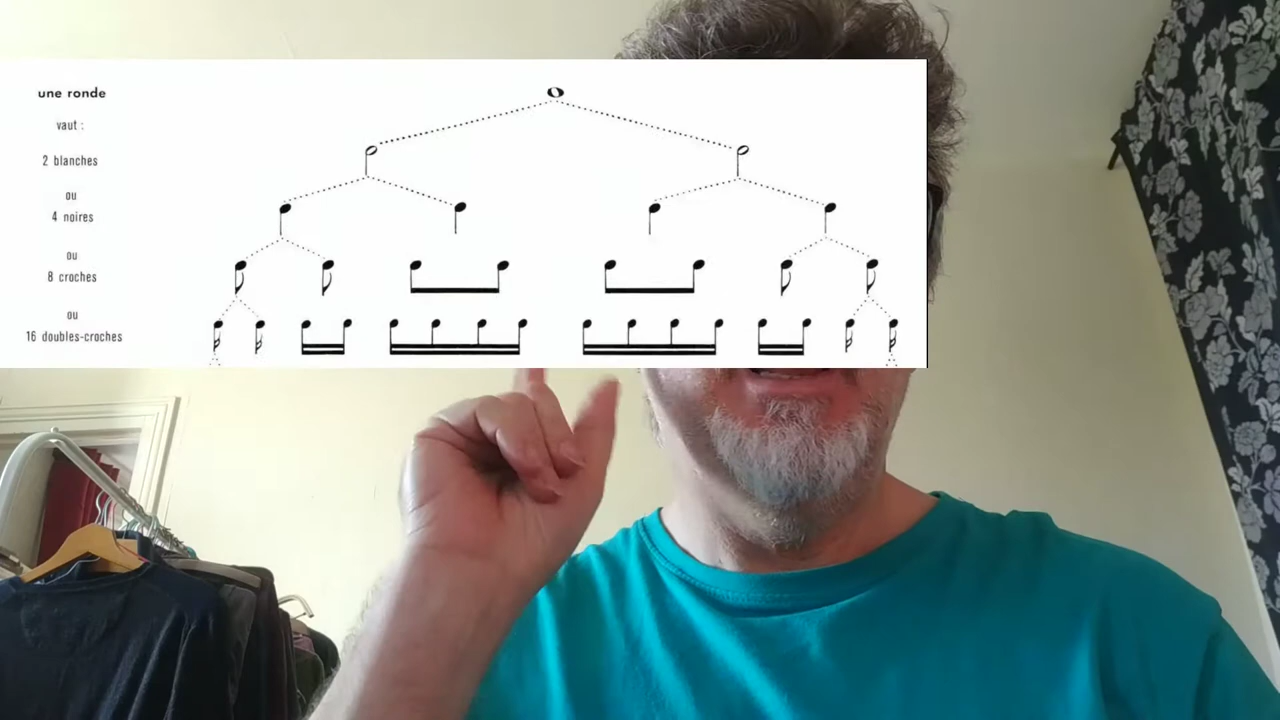 une ronde
vaut :
2 blanches
ou
4 noires
ou
8 croches
ou
16 doubles-croches